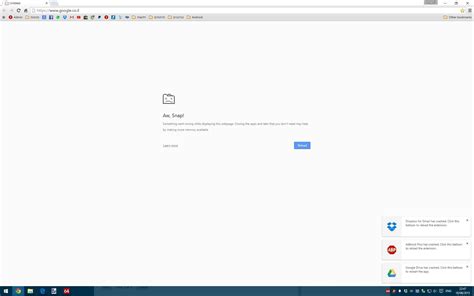 https://www.google.co.il
Other bookmarks
Aw, Snap!
Something went wrong while displaying this webpage. Closing the apps and tabs that you don't need may help
by making more memory available.
Learn more
Reload
Dropbox for Gmail has crashed. Click this
balloon to reload the extension.
Adblock Plus has crashed. Click this balloon
to reload the extension.
Google Drive has crashed. Click this balloon
to reload the app.